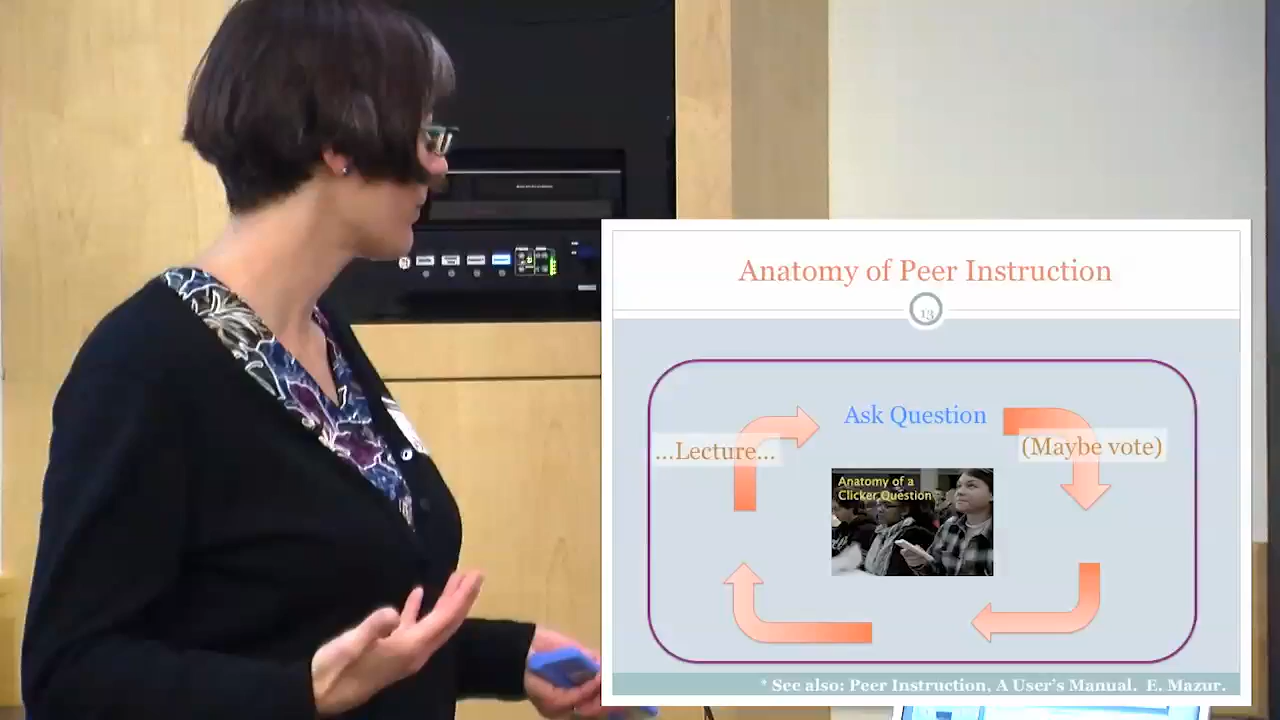 Anatomy of Peer Instruction
13
Ask Question
...Lecture...
(Maybe vote)
Anatomy of a
Clicker Question
* See also: Peer Instruction, A User's Manual. E. Mazur.